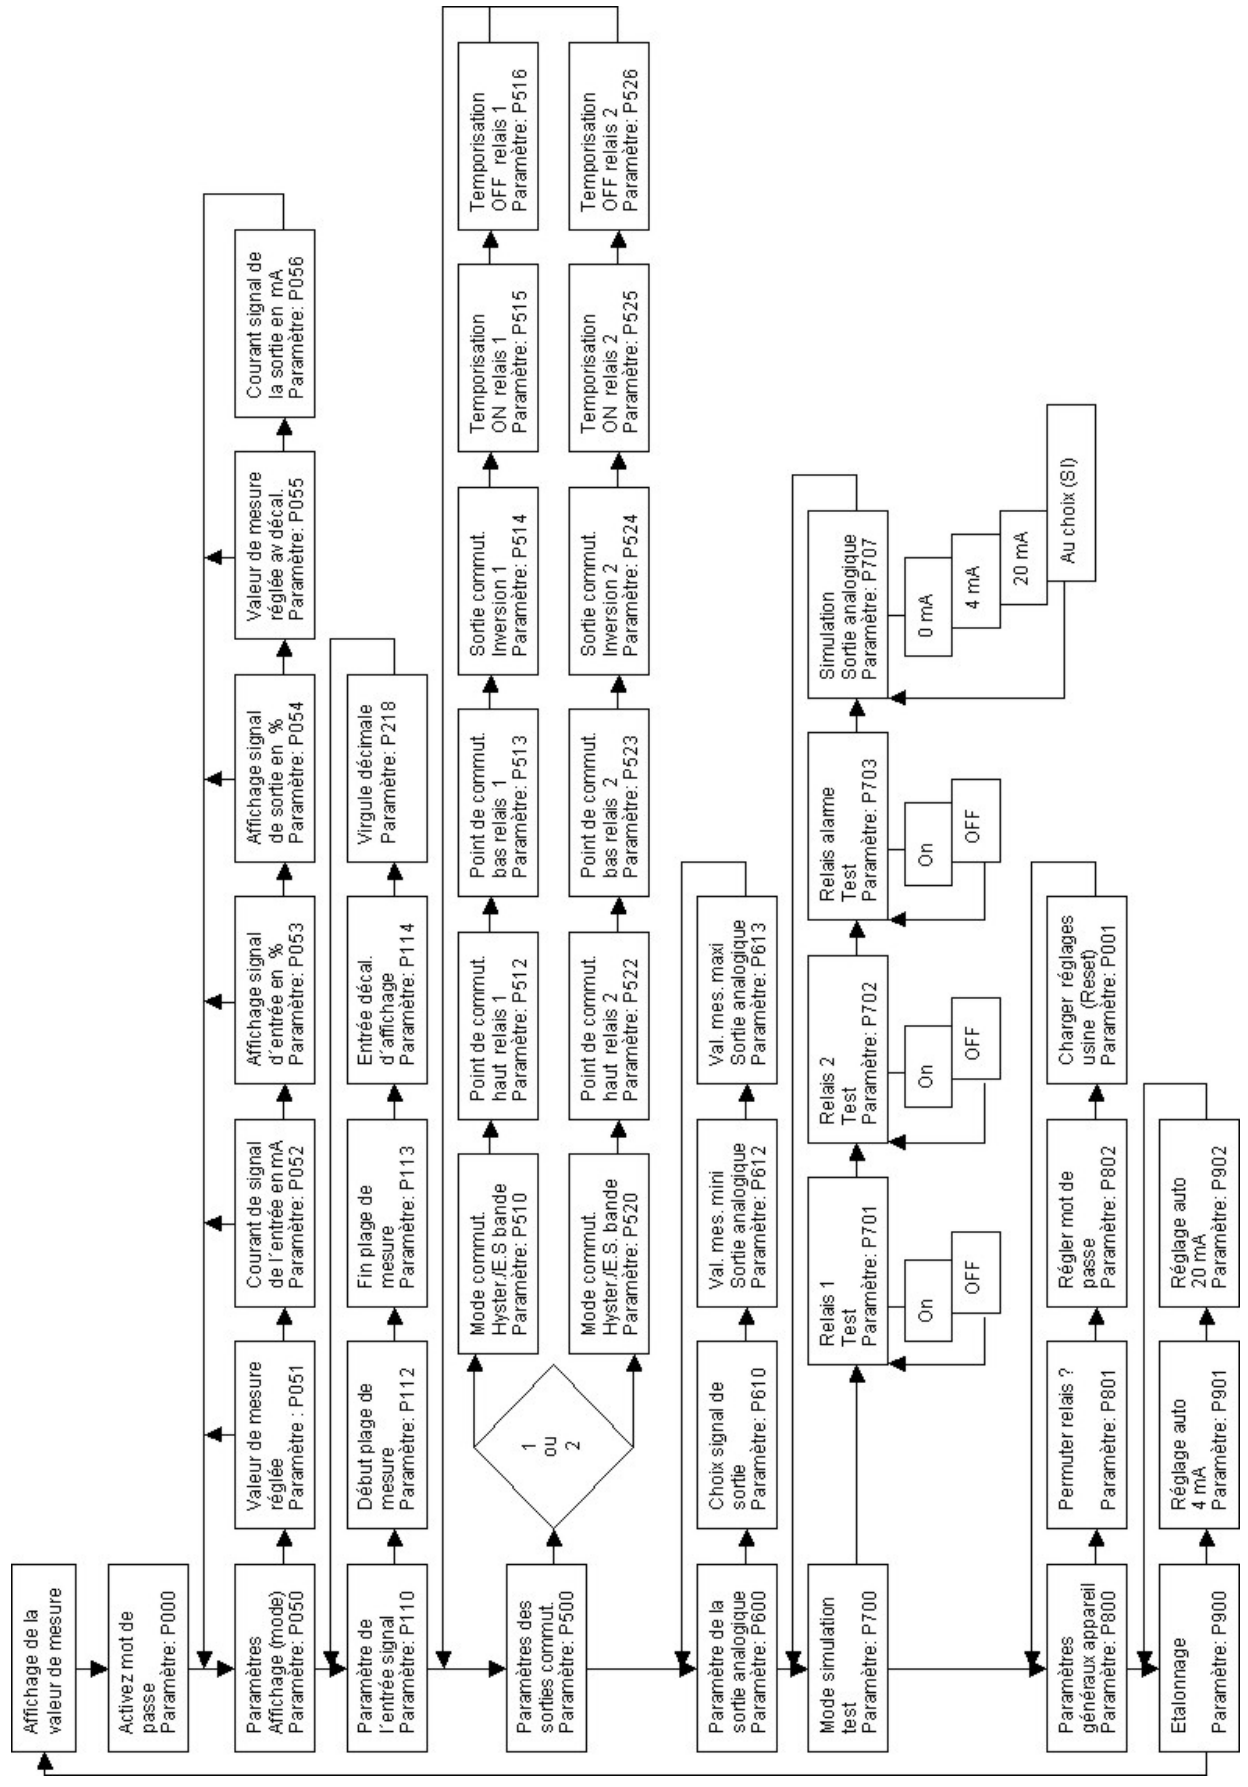 Affichage de la
valeur de mesure
Activez mot de
passe
Paramètre: P000
Paramètres
Affichage (mode)
Paramètre: P050
Valeur de mesure
réglée
Paramètre : P051
Courant de signal
de l´entrée en mA
Paramètre: P052
Affichage signal
d´entrée en %
Paramètre: P053
Affichage signal
de sortie en %
Paramètre: P054
Valeur de mesure
réglée av décal.
Paramètre: P055
Courant signal de
la sortie en mA
Paramètre: P056
Paramètre de
l´entrée signal
Paramètre: P110
Début plage de
mesure
Paramètre: P112
Fin plage de
mesure
Paramètre: P113
Entrée décal.
d´affichage
Paramètre: P114
Virgule décimale
Paramètre: P218
Paramètres des
sorties commut.
Paramètre: P500
1
ou
2
Mode commut.
Hyster./E.S bande
Paramètre: P510
Point de commut.
haut relais 1
Paramètre: P512
Point de commut.
bas relais 1
Paramètre: P513
Sortie commut.
Inversion 1
Paramètre: P514
Temporisation
ON relais 1
Paramètre: P515
Temporisation
OFF relais 1
Paramètre: P516
Mode commut.
Hyster./E.S. bande
Paramètre: P520
Point de commut.
haut relais 2
Paramètre: P522
Point de commut.
bas relais 2
Paramètre: P523
Sortie commut.
Inversion 2
Paramètre: P524
Temporisation
ON relais 2
Paramètre: P525
Temporisation
OFF relais 2
Paramètre: P526
Paramètre de la
sortie analogique
Paramètre: P600
Choix signal de
sortie
Paramètre: P610
Val. mes. mini
Sortie analogique
Paramètre: P612
Val. mes. maxi
Sortie analogique
Paramètre: P613
Mode simulation
test
Paramètre: P700
Relais 1
Test
Paramètre: P701
On
OFF
Relais 2
Test
Paramètre: P702
On
OFF
Relais alarme
Test
Paramètre: P703
On
OFF
Simulation
Sortie analogique
Paramètre: P707
0 mA
4 mA
20 mA
Au choix (SI)
Paramètres
généraux appareil
Paramètre: P800
Permuter relais ?
Paramètre: P801
Régler mot de
passe
Paramètre: P802
Charger réglages
usine (Reset)
Paramètre: P001
Etalonnage
Paramètre: P900
Réglage auto
4 mA
Paramètre: P901
Réglage auto
20 mA
Paramètre: P902